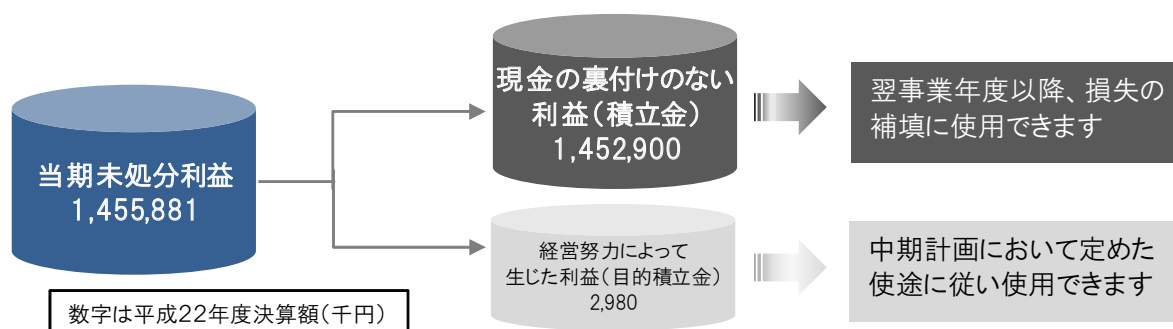 当期未処分利益
1,455,881
現金の裏付けのない
利益（積立金）
1,452,900
翌事業年度以降、損失の
補填に使用できます
経営努力によって
生じた利益（目的積立金）
2,980
中期計画において定めた
使途に従い使用できます
数字は平成22年度決算額（千円）